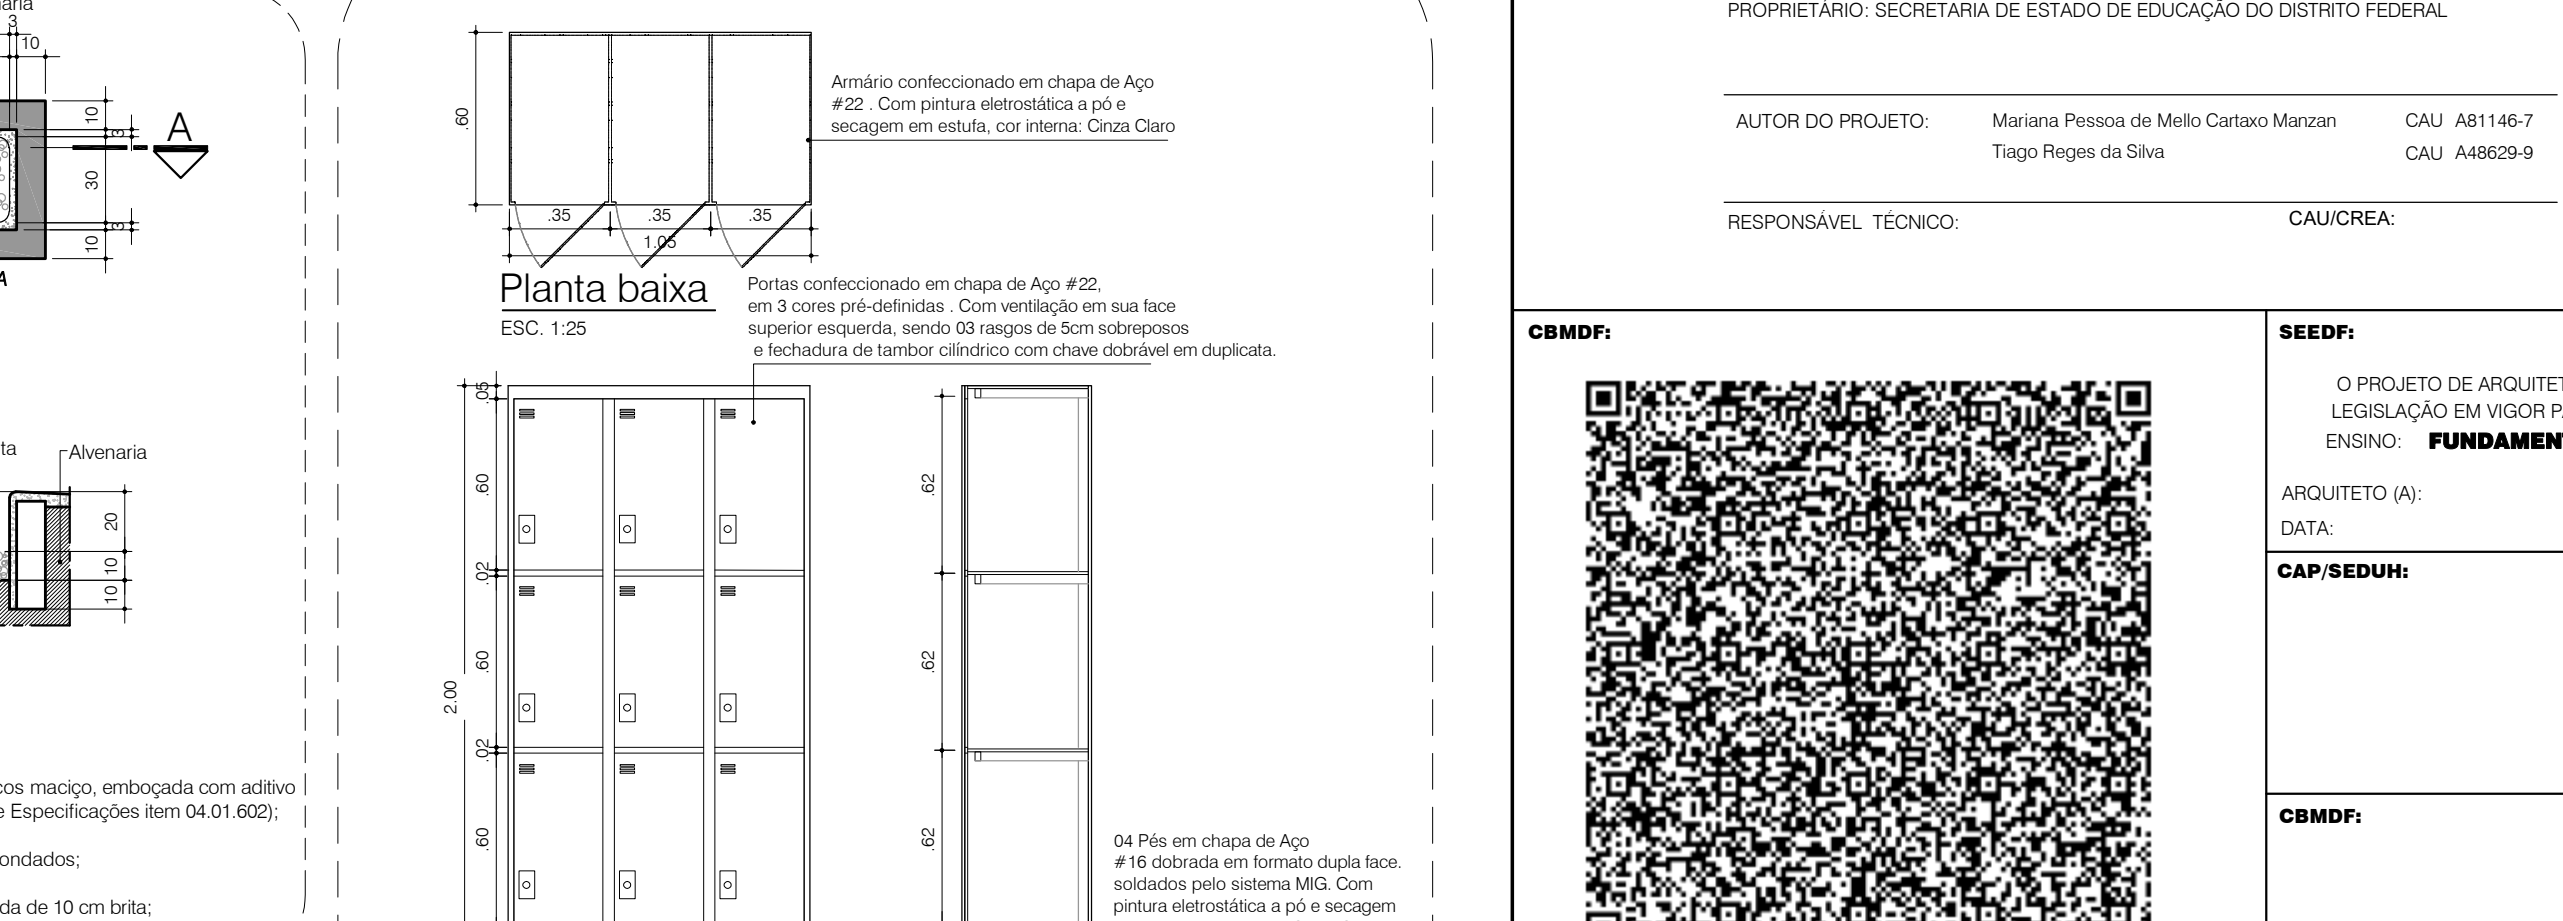 3
10
10
3
30
3
10
A
Alvenaria
20
10
10
cos maciço, emboçada com aditivo
e Especificações item 04.01.602);
ondados;
da de 10 cm brita;
.60
.35
.35
.35
1.05
Armário confeccionado em chapa de Aço
#22 . Com pintura eletrostática a pó e
secagem em estufa, cor interna: Cinza Claro
Planta baixa
ESC. 1:25
Portas confeccionado em chapa de Aço #22,
em 3 cores pré-definidas . Com ventilação em sua face
superior esquerda, sendo 03 rasgos de 5cm sobreposos
e fechadura de tambor cilíndrico com chave dobrável em duplicata.
.05
.60
.02
.60
.02
.60
2.00
.62
.62
.62
04 Pés em chapa de Aço
#16 dobrada em formato dupla face.
soldados pelo sistema MIG. Com
pintura eletrostática a pó e secagem
PROPRIETÁRIO: SECRETARIA DE ESTADO DE EDUCAÇÃO DO DISTRITO FEDERAL
AUTOR DO PROJETO: Mariana Pessoa de Mello Cartaxo Manzan CAU A81146-7
Tiago Reges da Silva CAU A48629-9
RESPONSÁVEL TÉCNICO: CAU/CREA:
CBMDF:
SEEDF:
O PROJETO DE ARQUITET
LEGISLAÇÃO EM VIGOR PA
ENSINO: FUNDAMENT
ARQUITETO (A):
DATA:
CAP/SEDUH:
CBMDF: